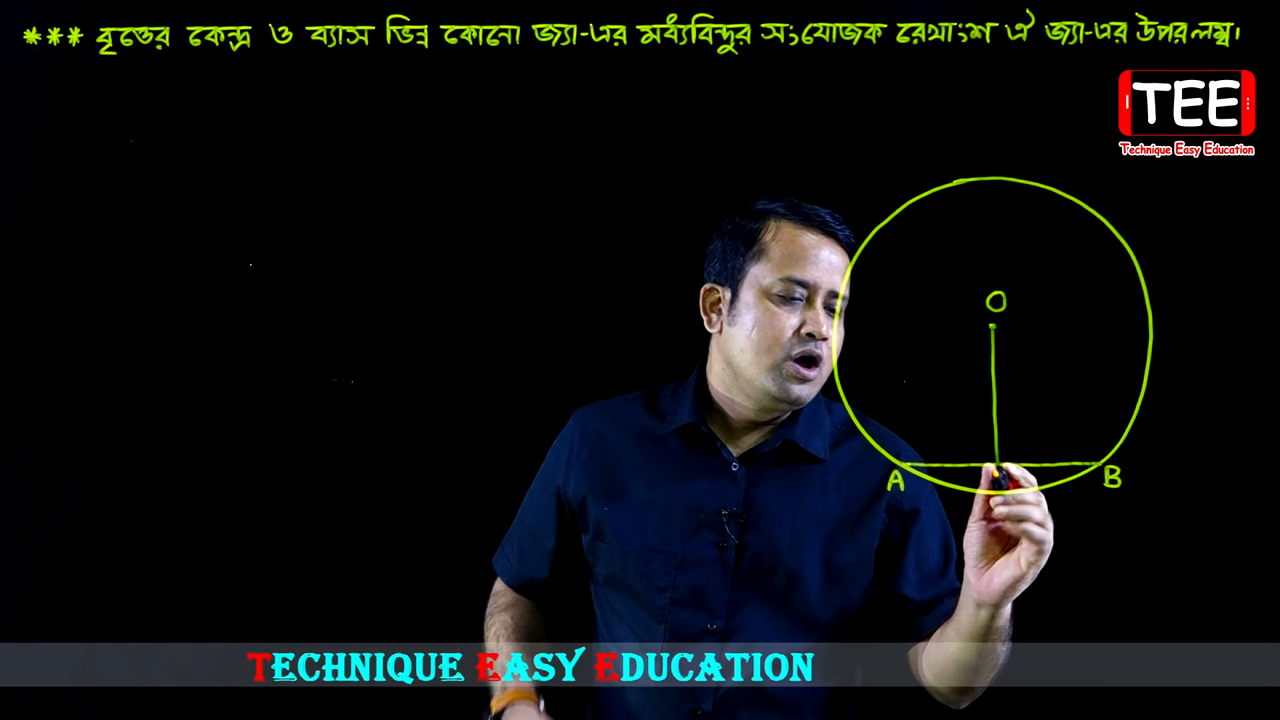 *** বৃত্তের কেন্দ্র ও ব্যাস ভিন্ন কোনো জ্যা-এর মধ্যবিন্দুর সংযোজক রেখাংশ ঐ জ্যা-এর উপর লম্ব।
TEE
Technique Easy Education
O
A
B
TECHNIQUE EASY EDUCATION